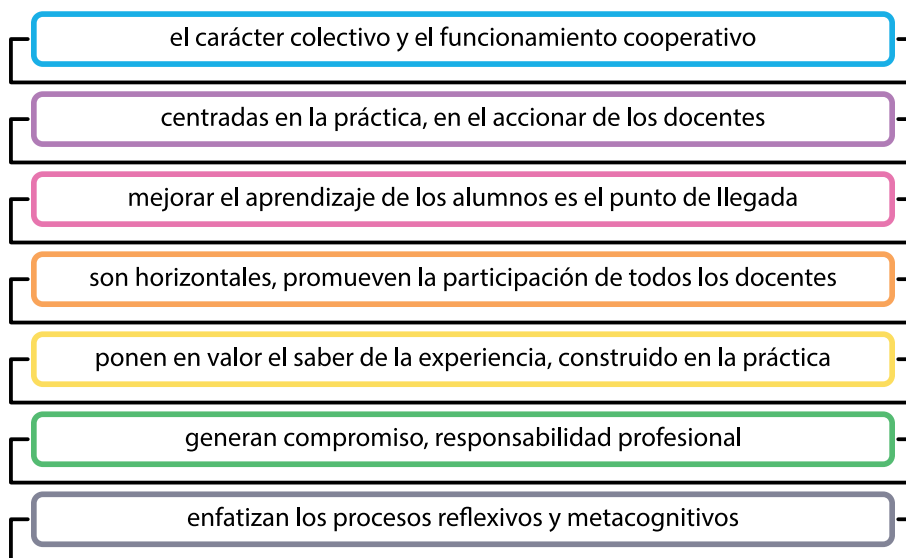 el carácter colectivo y el funcionamiento cooperativo
centradas en la práctica, en el accionar de los docentes
mejorar el aprendizaje de los alumnos es el punto de llegada
son horizontales, promueven la participación de todos los docentes
ponen en valor el saber de la experiencia, construido en la práctica
generan compromiso, responsabilidad profesional
enfatizan los procesos reflexivos y metacognitivos